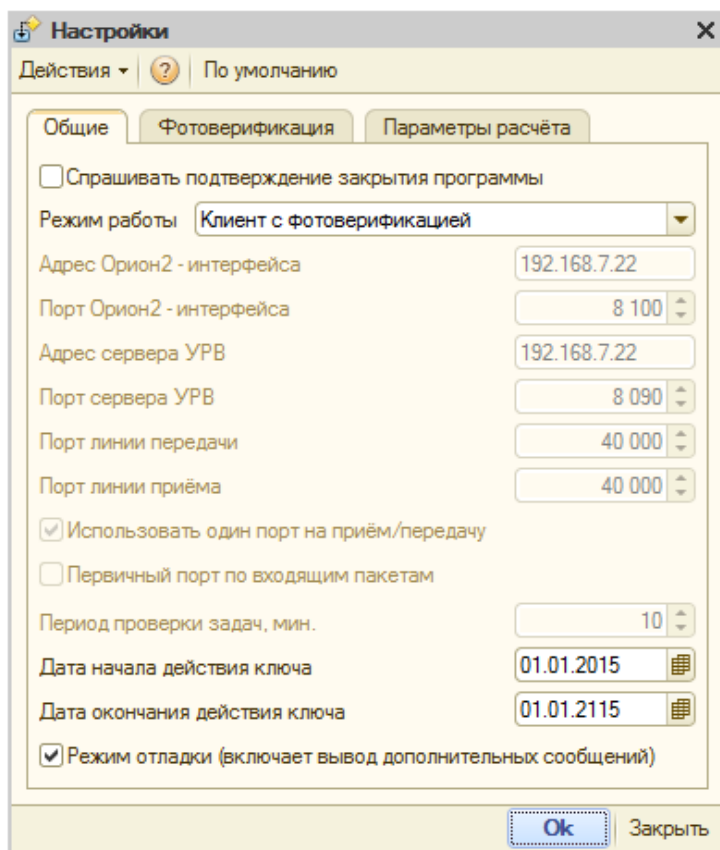 Настройки
Действия ? По умолчанию
Общие Фотоверификация Параметры расчёта
Спрашивать подтверждение закрытия программы
Режим работы Клиент с фотоверификацией
Адрес Орион2 - интерфейса 192.168.7.22
Порт Орион2 - интерфейса 8 100
Адрес сервера УРВ 192.168.7.22
Порт сервера УРВ 8 090
Порт линии передачи 40 000
Порт линии приёма 40 000
Использовать один порт на приём/передачу
Первичный порт по входящим пакетам
Период проверки задач, мин. 10
Дата начала действия ключа 01.01.2015
Дата окончания действия ключа 01.01.2115
Режим отладки (включает вывод дополнительных сообщений)
Ok Закрыть